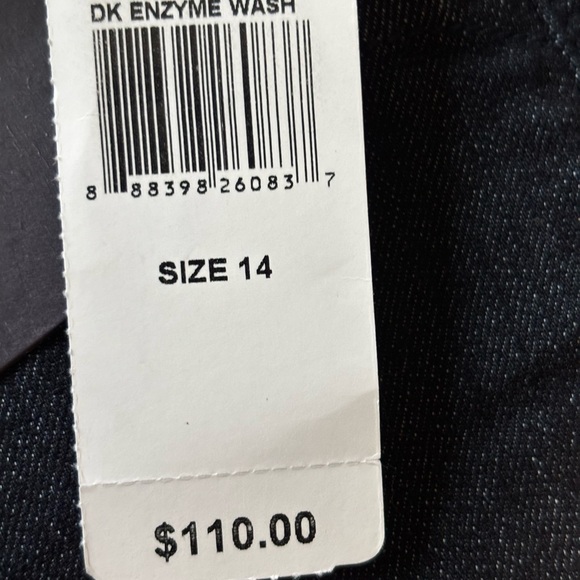 DK ENZYME WASH
8 88398 26083 7
SIZE 14
$110.00